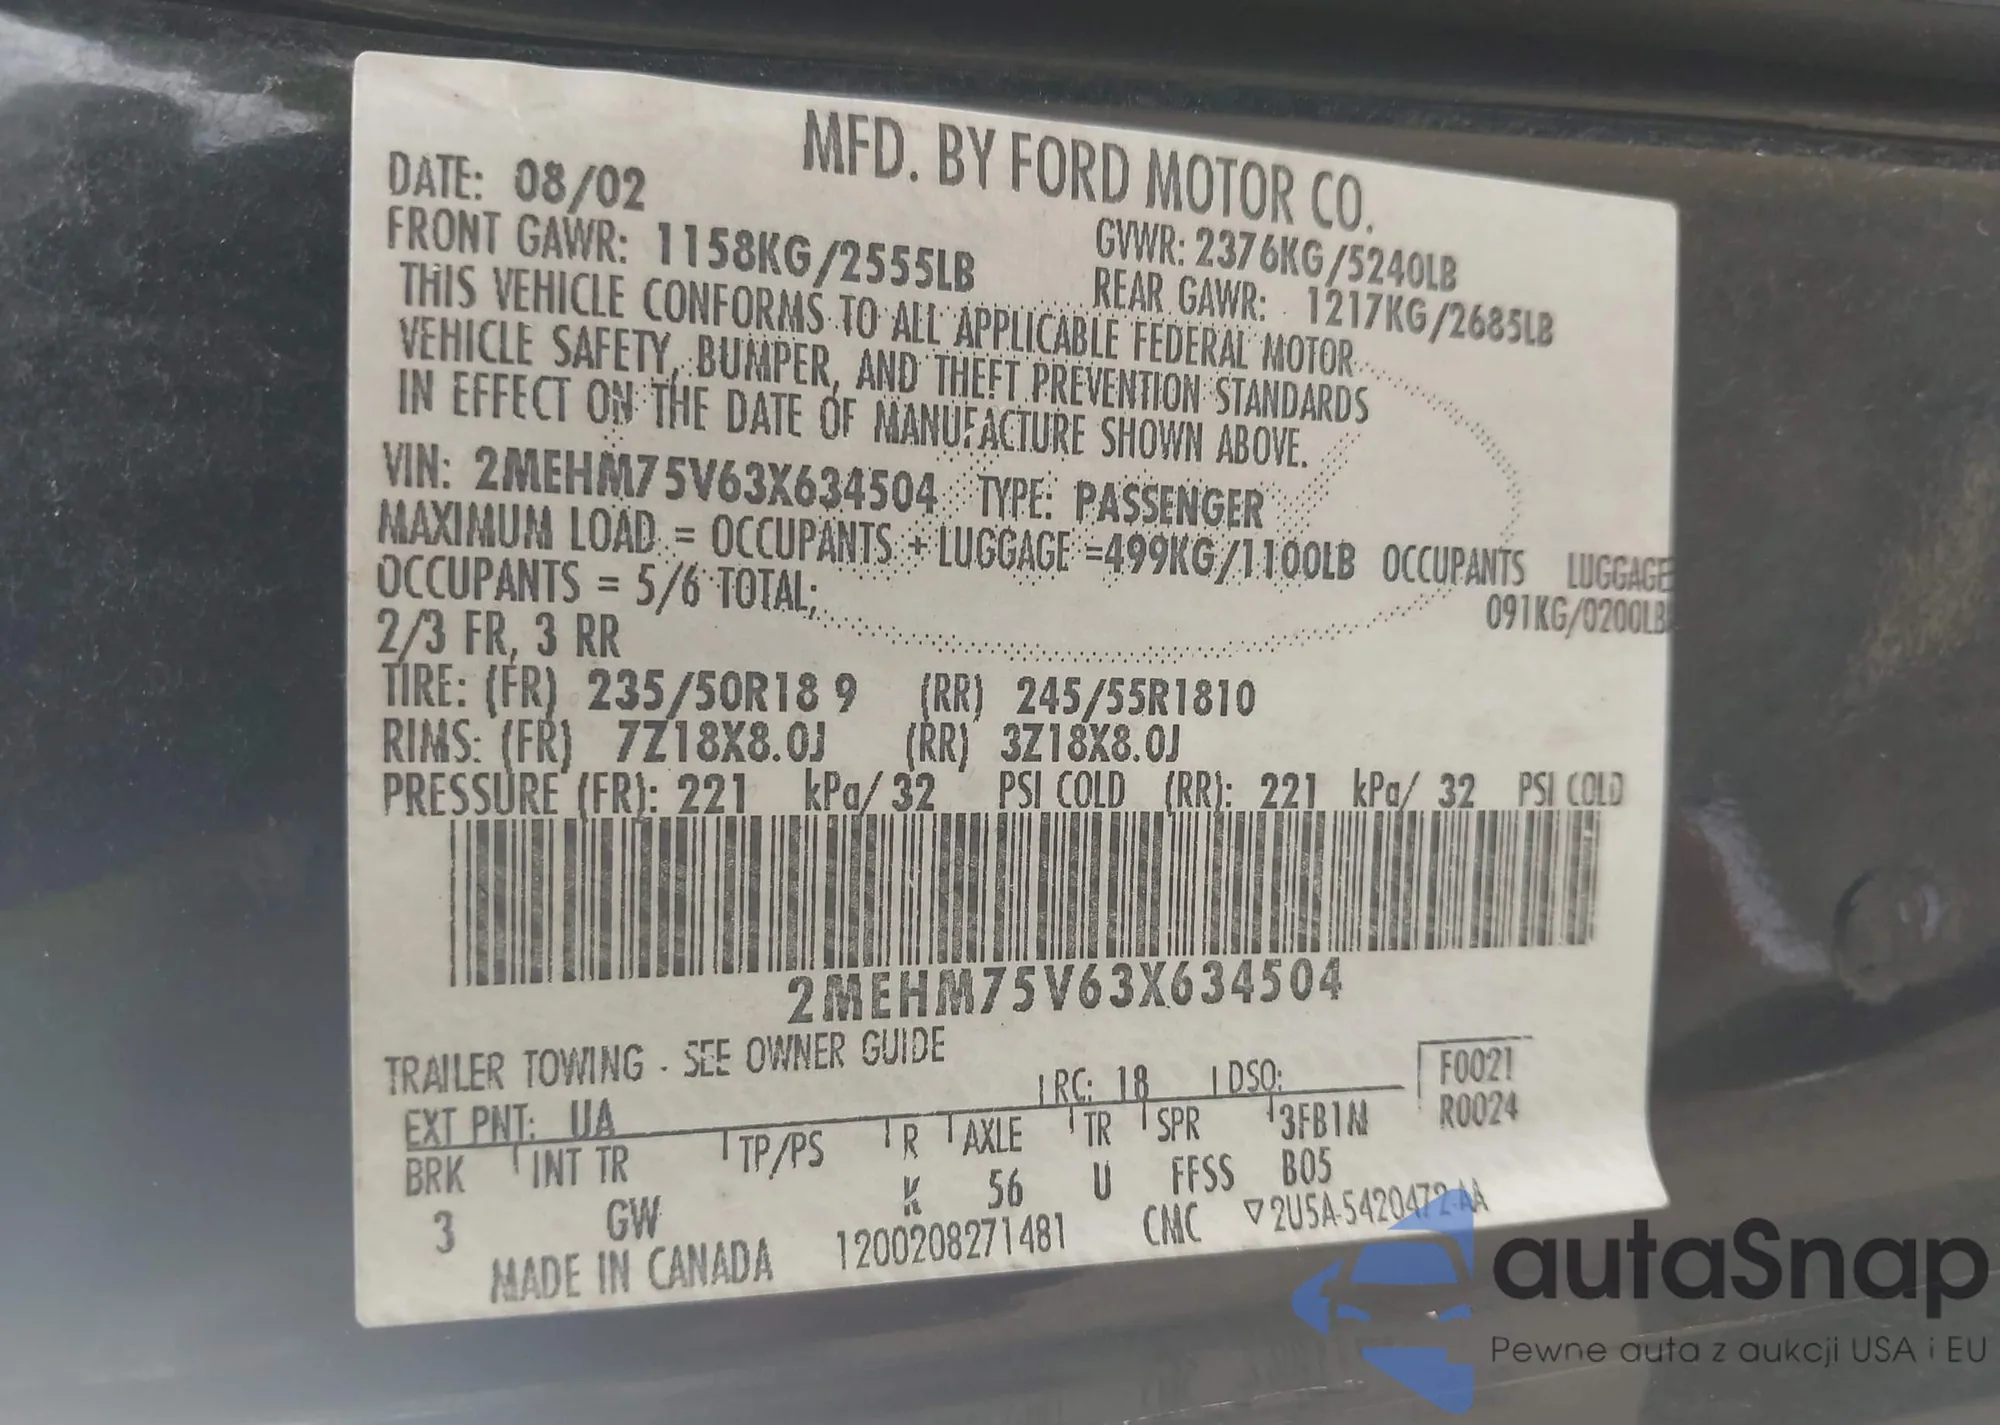 MFD. BY FORD MOTOR CO.
DATE: 08/02
GVWR: 2376KG/5240LB
FRONT GAWR: 1158KG/2555LB
REAR GAWR: 1217KG/2685LB
THIS VEHICLE CONFORMS TO ALL APPLICABLE FEDERAL MOTOR
VEHICLE SAFETY, BUMPER, AND THEFT PREVENTION STANDARDS
IN EFFECT ON THE DATE OF MANUFACTURE SHOWN ABOVE.
VIN: 2MEHM75V63X634504 TYPE: PASSENGER
MAXIMUM LOAD = OCCUPANTS + LUGGAGE =499KG/1100LB OCCUPANTS LUGGAGE
OCCUPANTS = 5/6 TOTAL; 091KG/0200LB
2/3 FR, 3 RR
TIRE: (FR) 235/50R18 9 (RR) 245/55R1810
RIMS: (FR) 7Z18X8.0J (RR) 3Z18X8.0J
PRESSURE (FR): 221 kPa/ 32 PSI COLD (RR): 221 kPa/ 32 PSI COLD
2MEHM75V63X634504
TRAILER TOWING - SEE OWNER GUIDE
EXT PNT: UA RC: 18 DSO: F0021
BRK INT TR TP/PS R AXLE TR SPR 3FB1M R0024
3 GW K 56 U FFSS B05
MADE IN CANADA 1200208271481 CMC ▽2U5A-5420472-AA
autaSnap
Pewne auta z aukcji USA i EU